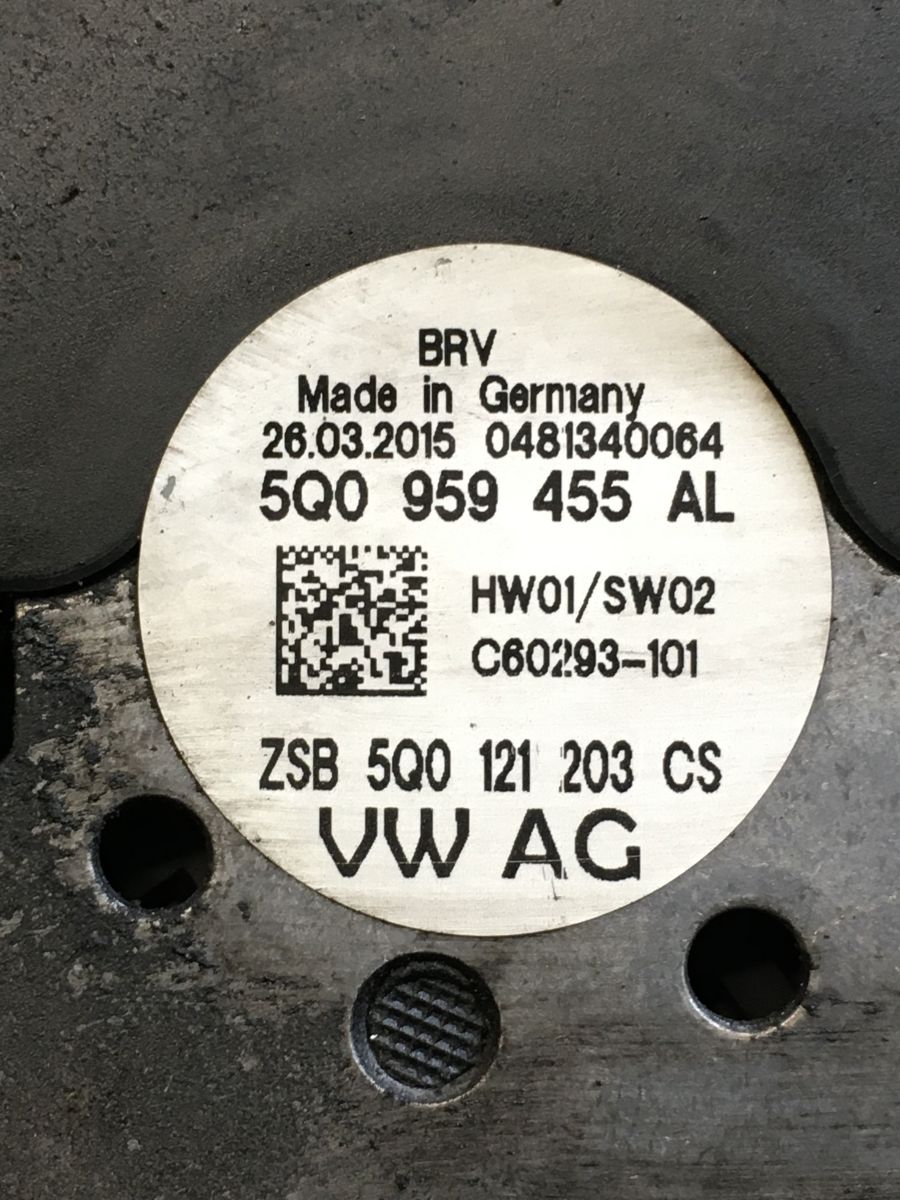 BRV
Made in Germany
26.03.2015 0481340064
5Q0 959 455 AL
HW01/SW02
C60293-101
ZSB 5Q0 121 203 CS
VW AG